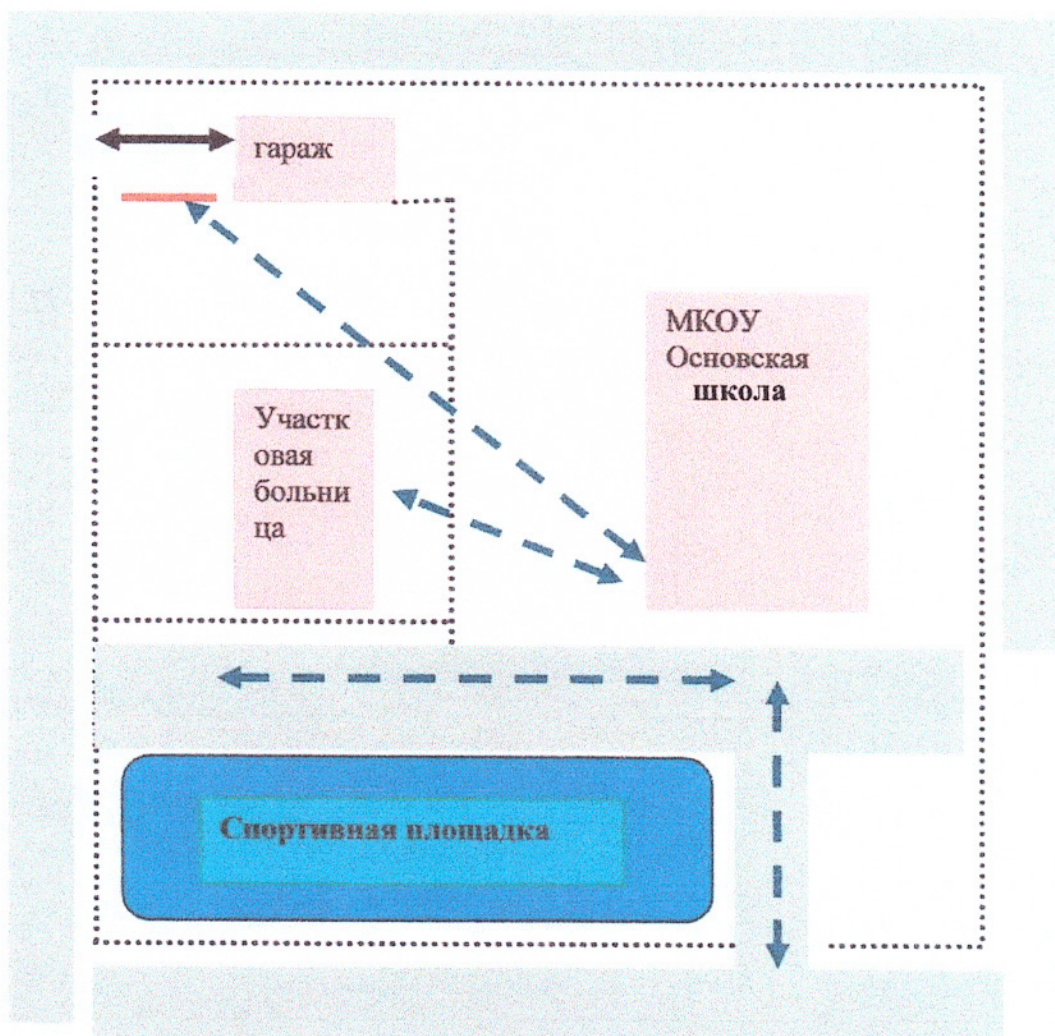 гараж
МКОУ
Основская
школа
Участк
овая
больни
ца
Спортивная площадка